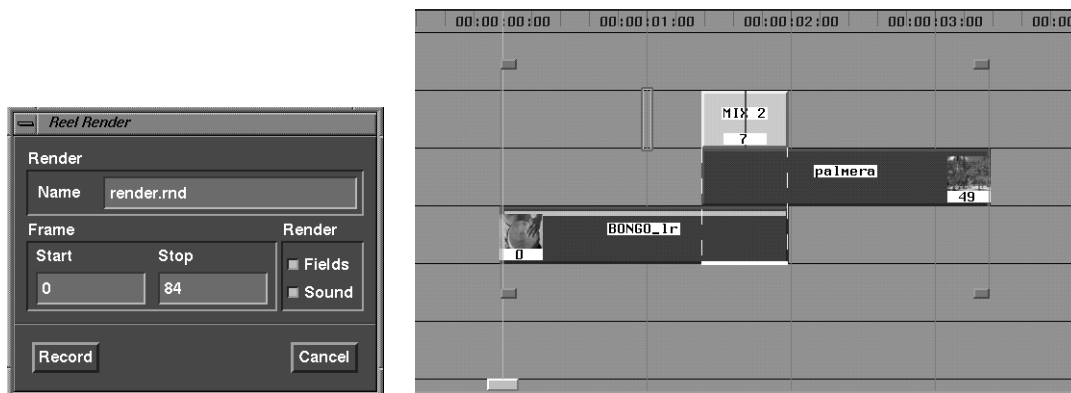 Reel Render
Render
Name render.rnd
Frame Render
Start Stop
0 84
Fields
Sound
Record Cancel
00:00:00:00 00:00:01:00 00:00:02:00 00:00:03:00 00:00
MIX 2
7
palmera
49
BONGO_lr
0